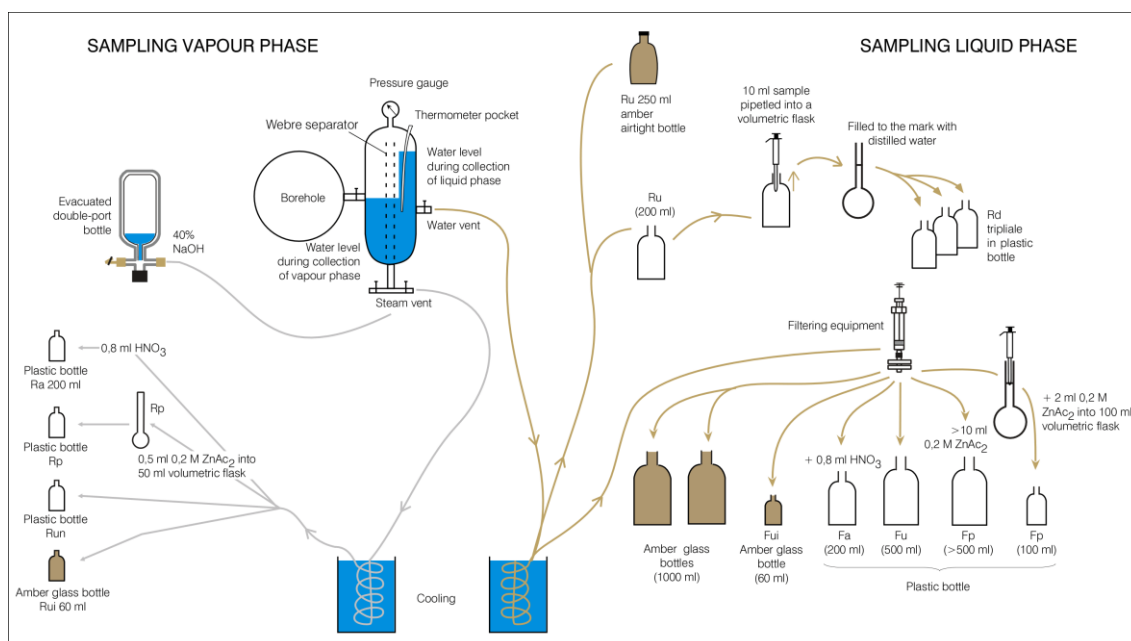 SAMPLING VAPOUR PHASE
SAMPLING LIQUID PHASE
Pressure gauge
Thermometer pocket
Webre separator
Water level
during collection
of liquid phase
Borehole
Water vent
Water level
during collection
of vapour phase
Steam vent
Evacuated
double-port
bottle
40%
NaOH
0,8 ml HNO3
Plastic bottle
Ra 200 ml
Rp
Plastic bottle
Rp
0,5 ml 0,2 M ZnAc2 into
50 ml volumetric flask
Plastic bottle
Run
Amber glass bottle
Rui 60 ml
Cooling
Ru 250 ml
amber
airtight bottle
10 ml sample
pipetled into a
volumetric flask
Filled to the mark with
distilled water
Ru
(200 ml)
Rd
tripliale
in plastic
bottle
Filtering equipment
+ 2 ml 0,2 M
ZnAc2 into 100 ml
volumetric flask
>10 ml
0,2 M ZnAc2
+ 0,8 ml HNO3
Amber glass
bottles
(1000 ml)
Fui
Amber glass
bottle
(60 ml)
Fa
(200 ml)
Fu
(500 ml)
Fp
(>500 ml)
Fp
(100 ml)
Plastic bottle